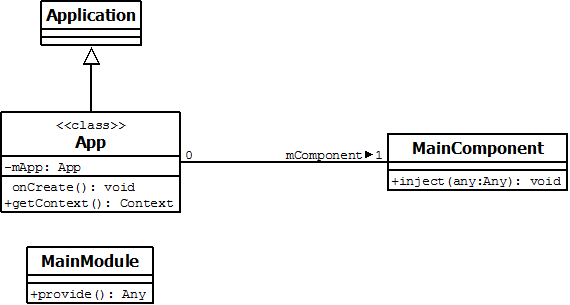 Application
<<class>>
App
-mApp: App
onCreate(): void
+getContext(): Context
0 mComponent▶1
MainComponent
+inject(any:Any): void
MainModule
+provide(): Any